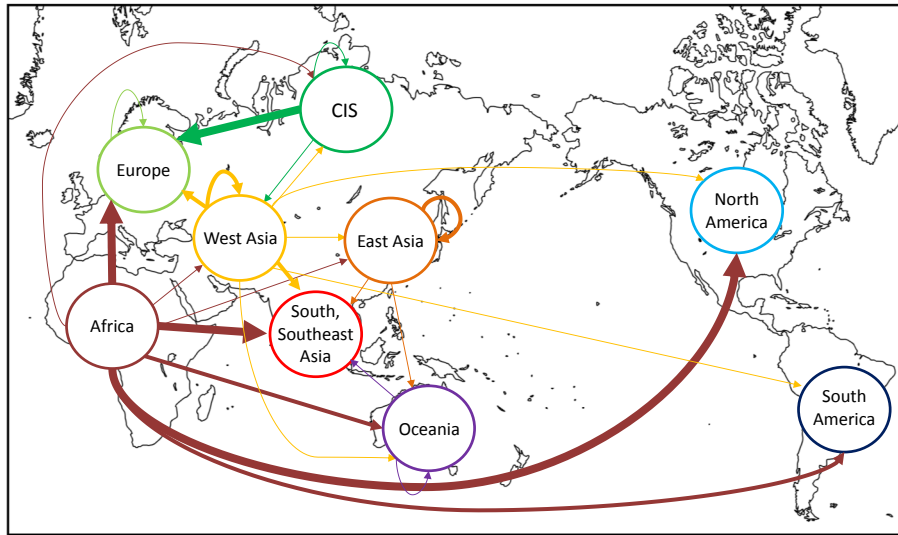 CIS
Europe
North
America
West Asia
East Asia
Africa
South,
Southeast
Asia
South
America
Oceania